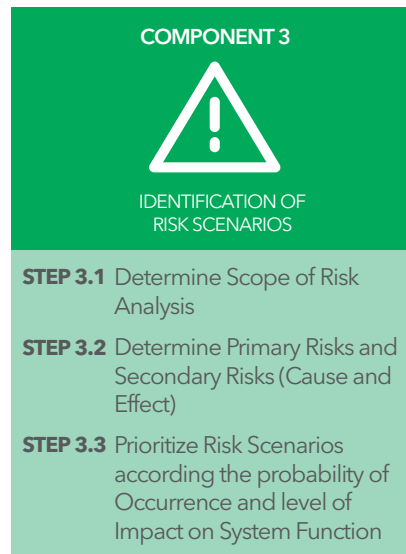 COMPONENT 3
IDENTIFICATION OF
RISK SCENARIOS
STEP 3.1 Determine Scope of Risk
Analysis
STEP 3.2 Determine Primary Risks and
Secondary Risks (Cause and
Effect)
STEP 3.3 Prioritize Risk Scenarios
according the probability of
Occurrence and level of
Impact on System Function